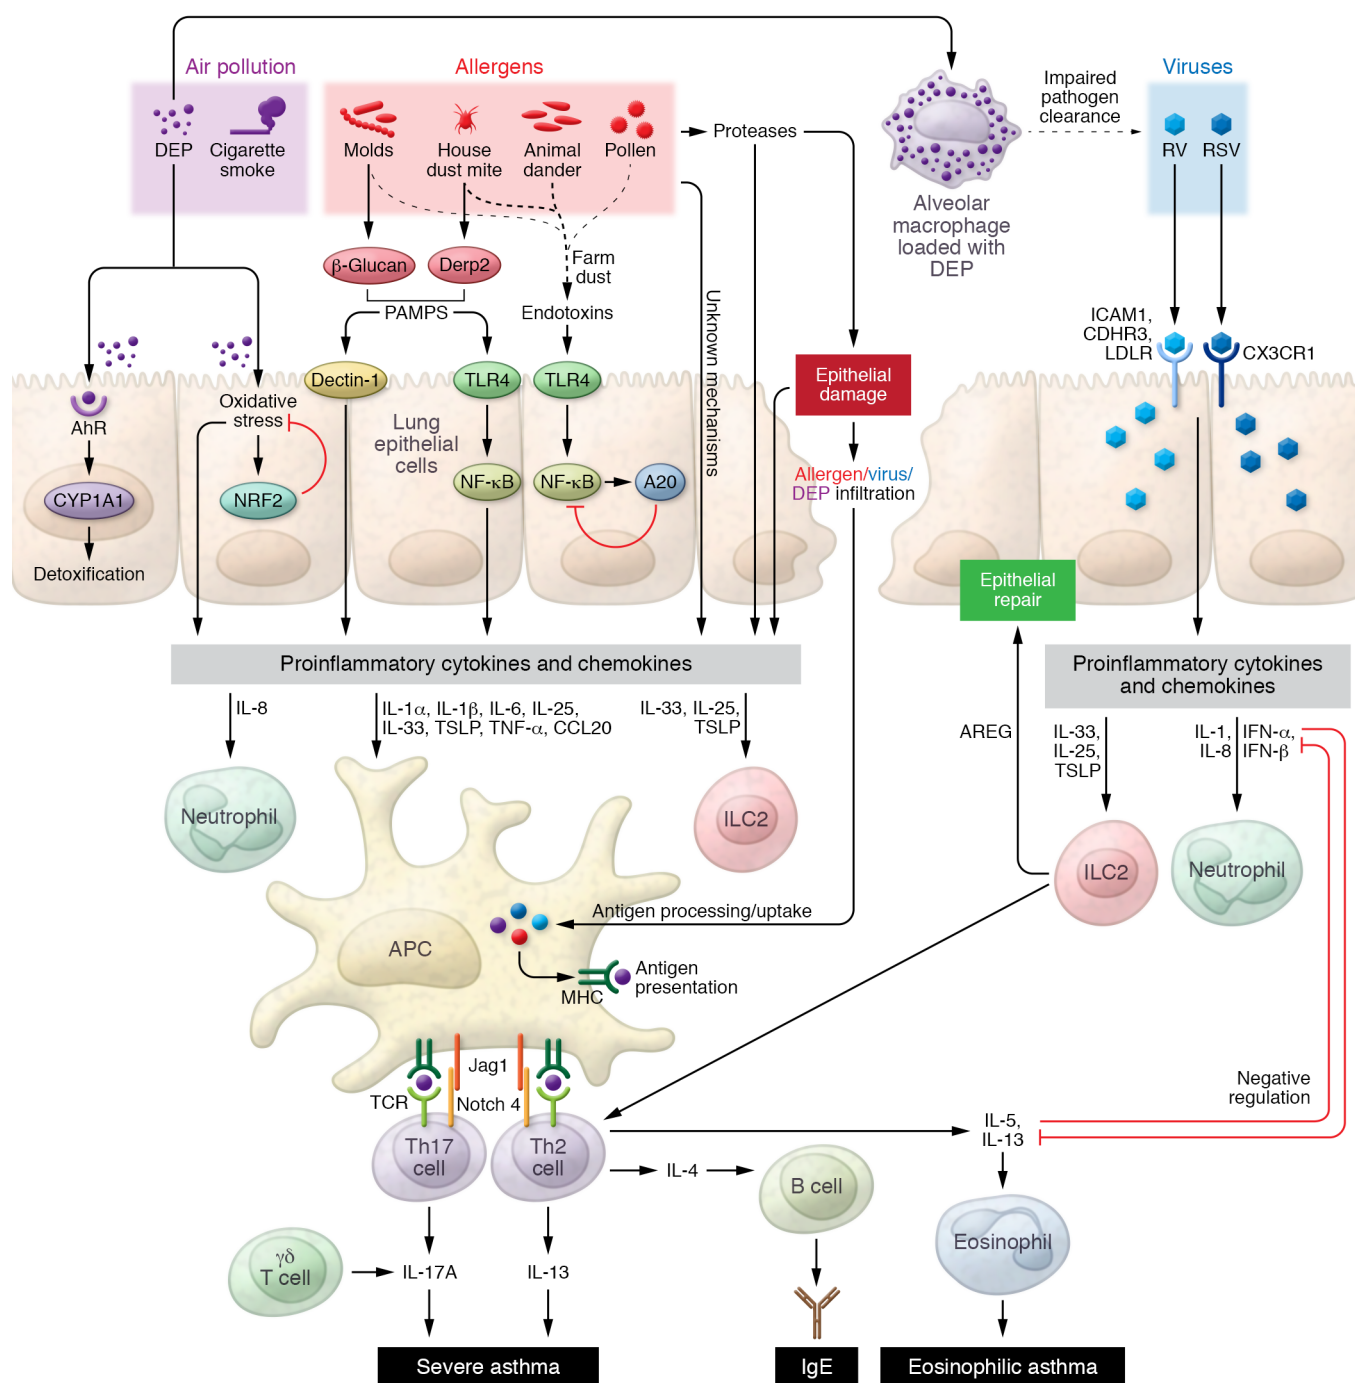 Air pollution
Allergens
Viruses
DEP
Cigarette
smoke
Molds
House
dust mite
Animal
dander
Pollen
Proteases
Impaired
pathogen
clearance
RV
RSV
Alveolar
macrophage
loaded with
DEP
β-Glucan
Derp2
Farm
dust
PAMPS
Endotoxins
Unknown mechanisms
ICAM1,
CDHR3,
LDLR
CX3CR1
Dectin-1
TLR4
TLR4
Epithelial
damage
AhR
Oxidative
stress
Lung
epithelial
cells
CYP1A1
NRF2
NF-κB
NF-κB
A20
Allergen/virus/
DEP infiltration
Detoxification
Epithelial
repair
Proinflammatory cytokines and chemokines
Proinflammatory cytokines
and chemokines
IL-8
IL-1α, IL-1β, IL-6, IL-25,
IL-33, TSLP, TNF-α, CCL20
IL-33, IL-25,
TSLP
AREG
IL-33,
IL-25,
TSLP
IL-1,
IL-8
IFN-α,
IFN-β
Neutrophil
ILC2
ILC2
Neutrophil
Antigen processing/uptake
APC
MHC
Antigen
presentation
Jag1
TCR
Notch 4
Negative
regulation
Th17
cell
Th2
cell
IL-5,
IL-13
IL-4
B cell
γδ
T cell
IL-17A
IL-13
Eosinophil
Severe asthma
IgE
Eosinophilic asthma